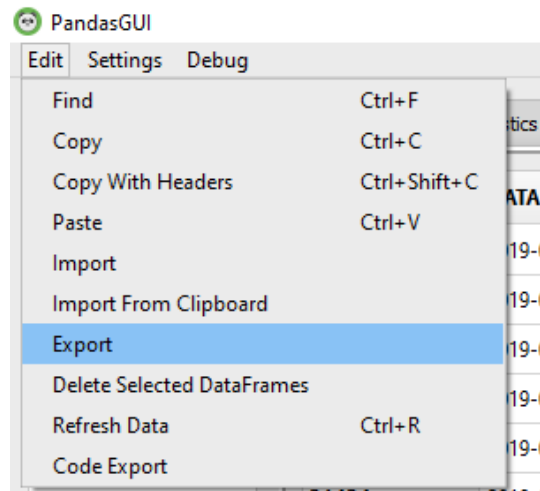 PandasGUI
Edit Settings Debug
Find Ctrl+F
Copy Ctrl+C
Copy With Headers Ctrl+Shift+C
Paste Ctrl+V
Import
Import From Clipboard
Export
Delete Selected DataFrames
Refresh Data Ctrl+R
Code Export